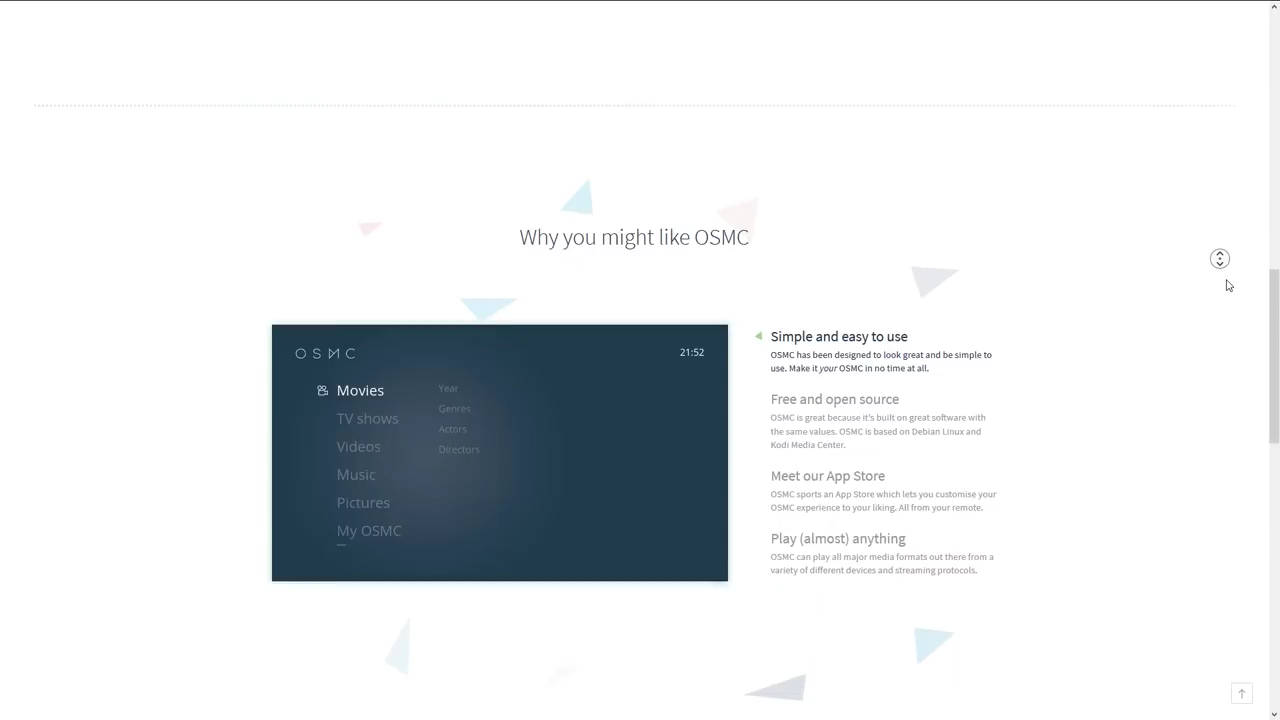 Why you might like OSMC
OSMC
21:52
Movies
TV shows
Videos
Music
Pictures
My OSMC
Year
Genres
Actors
Directors
Simple and easy to use
OSMC has been designed to look great and be simple to
use. Make it your OSMC in no time at all.
Free and open source
OSMC is great because it's built on great software with
the same values. OSMC is based on Debian Linux and
Kodi Media Center.
Meet our App Store
OSMC sports an App Store which lets you customise your
OSMC experience to your liking. All from your remote.
Play (almost) anything
OSMC can play all major media formats out there from a
variety of different devices and streaming protocols.